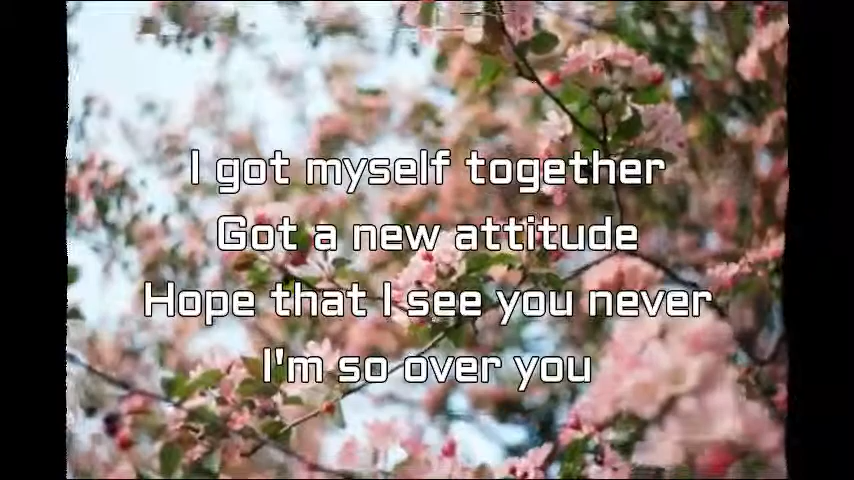 I got myself together
Got a new attitude
Hope that I see you never
I'm so over you